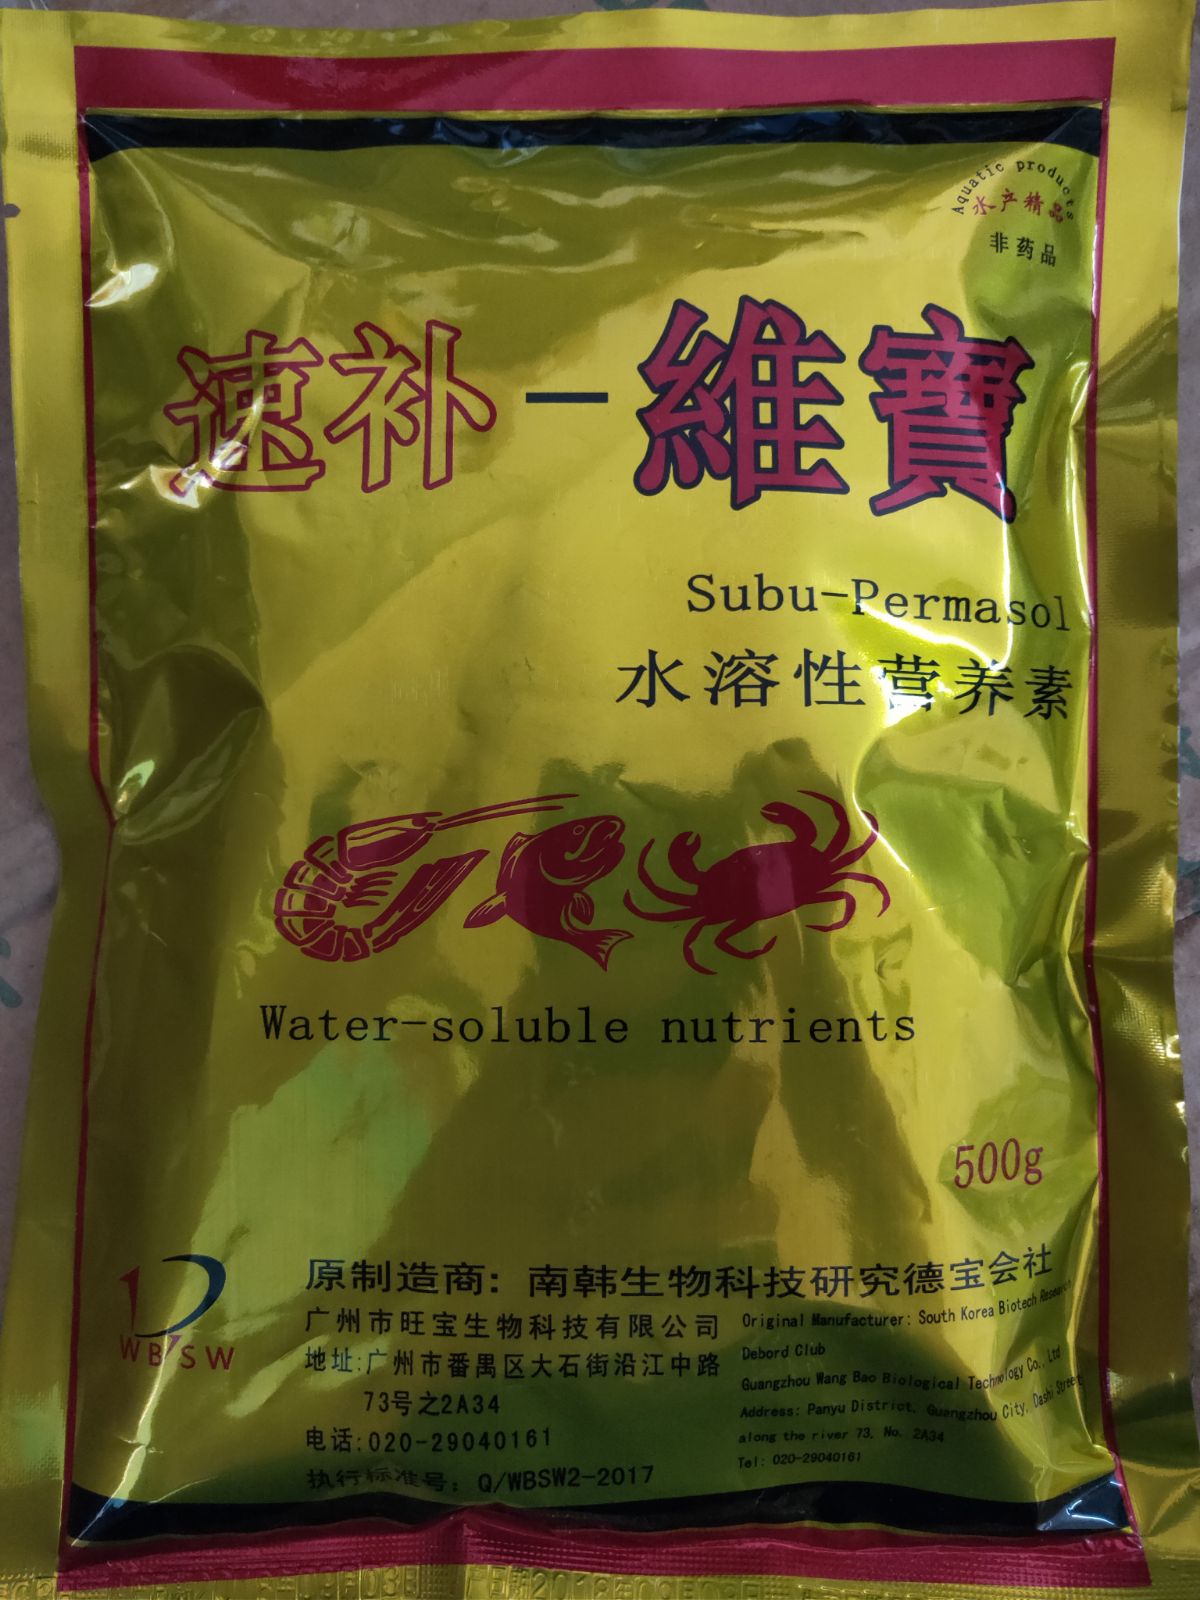 Aquatic products
水产精品
非药品
速补-維寶
Subu-Permasol
水溶性营养素
Water-soluble nutrients
500g
WBSW
原制造商: 南韩生物科技研究德宝会社
广州市旺宝生物科技有限公司
地址:广州市番禺区大石街沿江中路
73号之2A34
电话:020-29040161
执行标准号: Q/WBSW2-2017
Original Manufacturer: South Korea Biotech Research
Debord Club
Guangzhou Wang Bao Biological Technology Co., Ltd
Address: Panyu District, Guangzhou City, Dashi Street
along the river 73, No. 2A34
Tel: 020-29040161